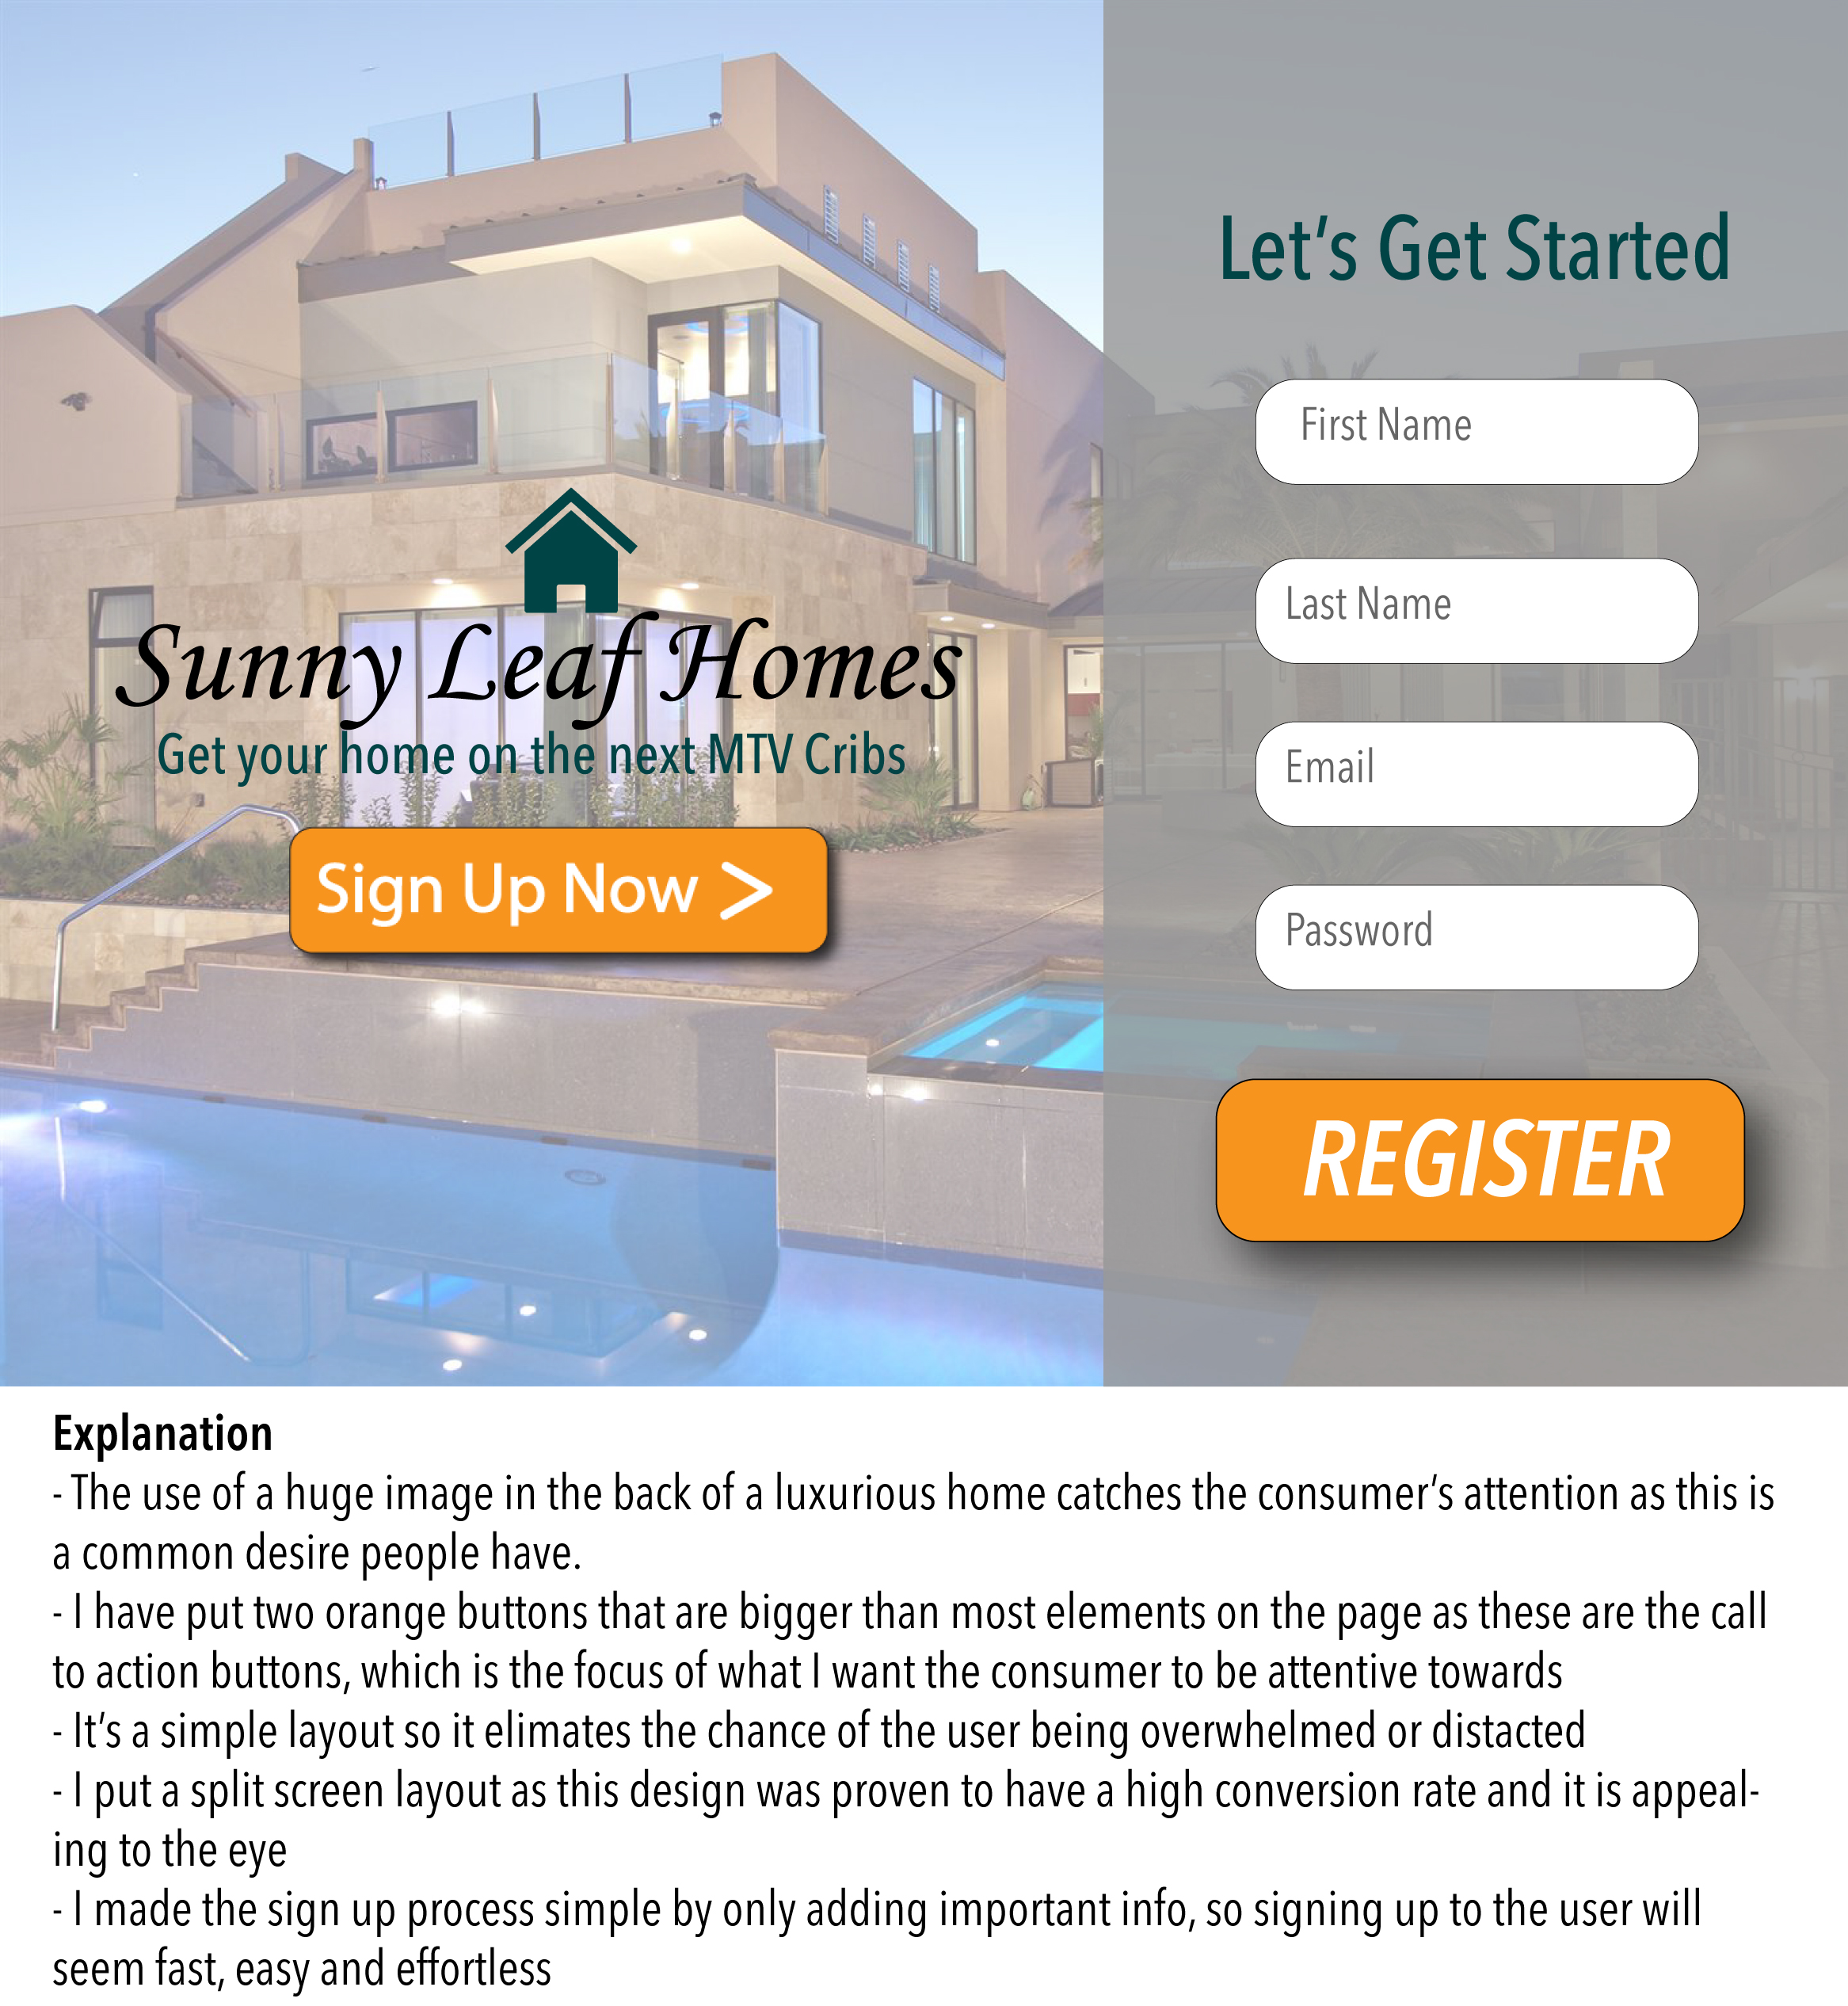 Sunny Leaf Homes
Get your home on the next MTV Cribs
Sign Up Now >
Let’s Get Started
First Name
Last Name
Email
Password
REGISTER
Explanation
- The use of a huge image in the back of a luxurious home catches the consumer’s attention as this is
a common desire people have.
- I have put two orange buttons that are bigger than most elements on the page as these are the call
to action buttons, which is the focus of what I want the consumer to be attentive towards
- It’s a simple layout so it elimates the chance of the user being overwhelmed or distacted
- I put a split screen layout as this design was proven to have a high conversion rate and it is appeal-
ing to the eye
- I made the sign up process simple by only adding important info, so signing up to the user will
seem fast, easy and effortless